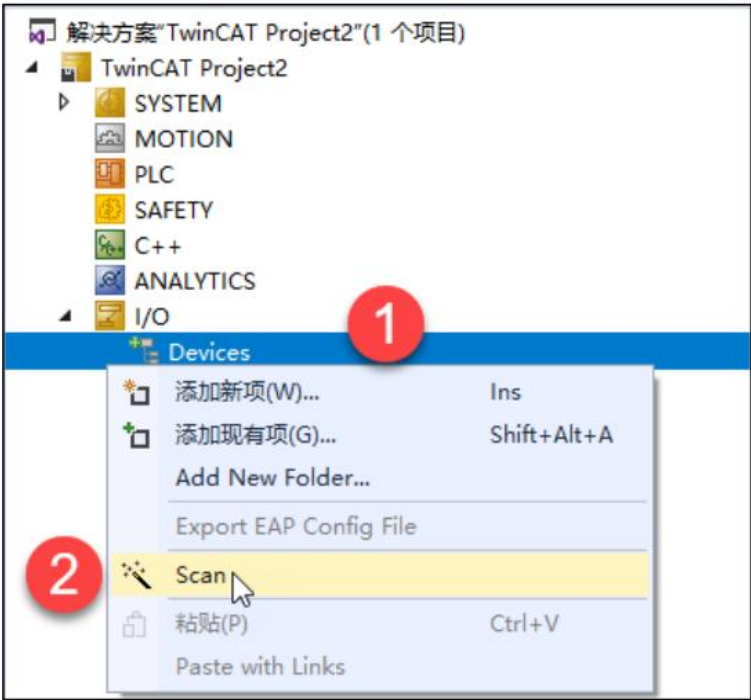 解决方案"TwinCAT Project2"(1 个项目)
TwinCAT Project2
SYSTEM
MOTION
PLC
SAFETY
C++
ANALYTICS
I/O
1
Devices
添加新项(W)... Ins
添加现有项(G)... Shift+Alt+A
Add New Folder...
Export EAP Config File
2 Scan
粘贴(P) Ctrl+V
Paste with Links